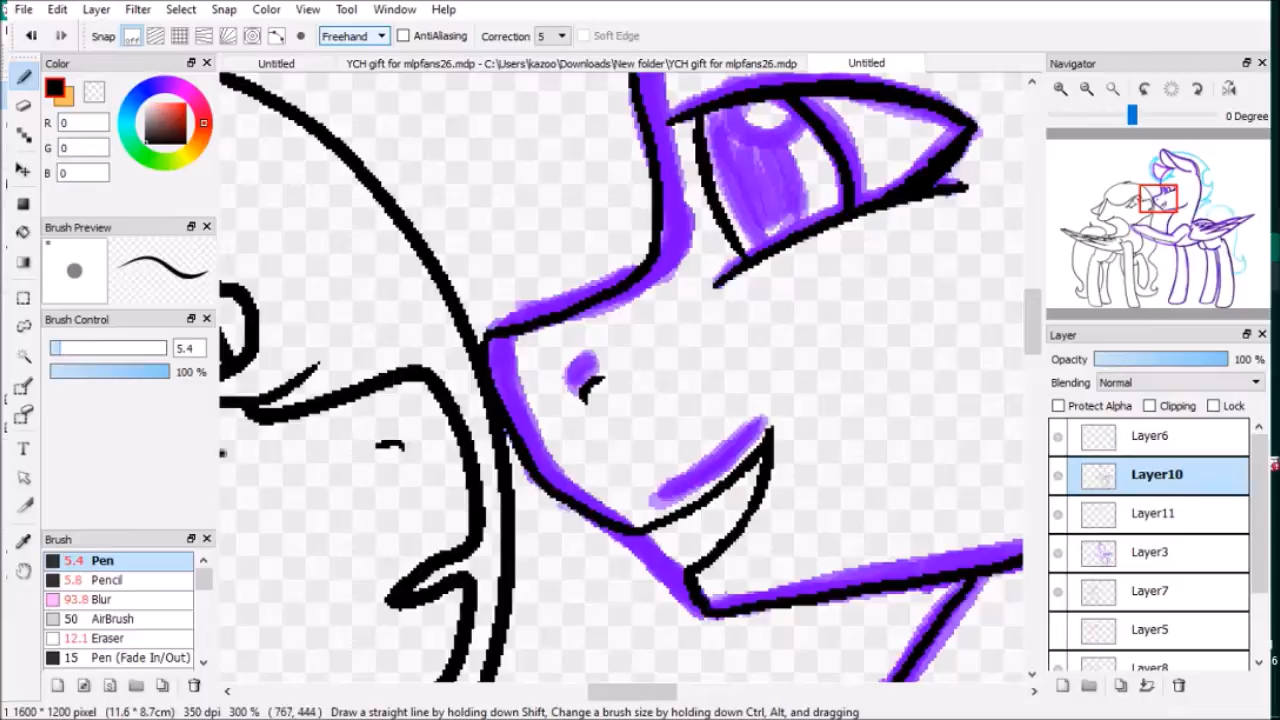 File Edit Layer Filter Select Snap Color View Tool Window Help
Snap off Freehand AntiAliasing Correction 5 Soft Edge
Color
Untitled YCH gift for mlpfans26.mdp - C:\Users\kazoo\Downloads\New folder\YCH gift for mlpfans26.mdp Untitled
Navigator
R 0
G 0
B 0
0 Degree
Brush Preview
Brush Control
5.4
100 %
Layer
Opacity 100 %
Blending Normal
Protect Alpha Clipping Lock
Layer6
Layer10
Layer11
Layer3
Layer7
Layer5
Layer8
Brush
5.4 Pen
5.8 Pencil
93.8 Blur
50 AirBrush
12.1 Eraser
15 Pen (Fade In/Out)
1600 * 1200 pixel (11.6 * 8.7cm) 350 dpi 300 % ( 767, 444 ) Draw a straight line by holding down Shift, Change a brush size by holding down Ctrl, Alt, and dragging